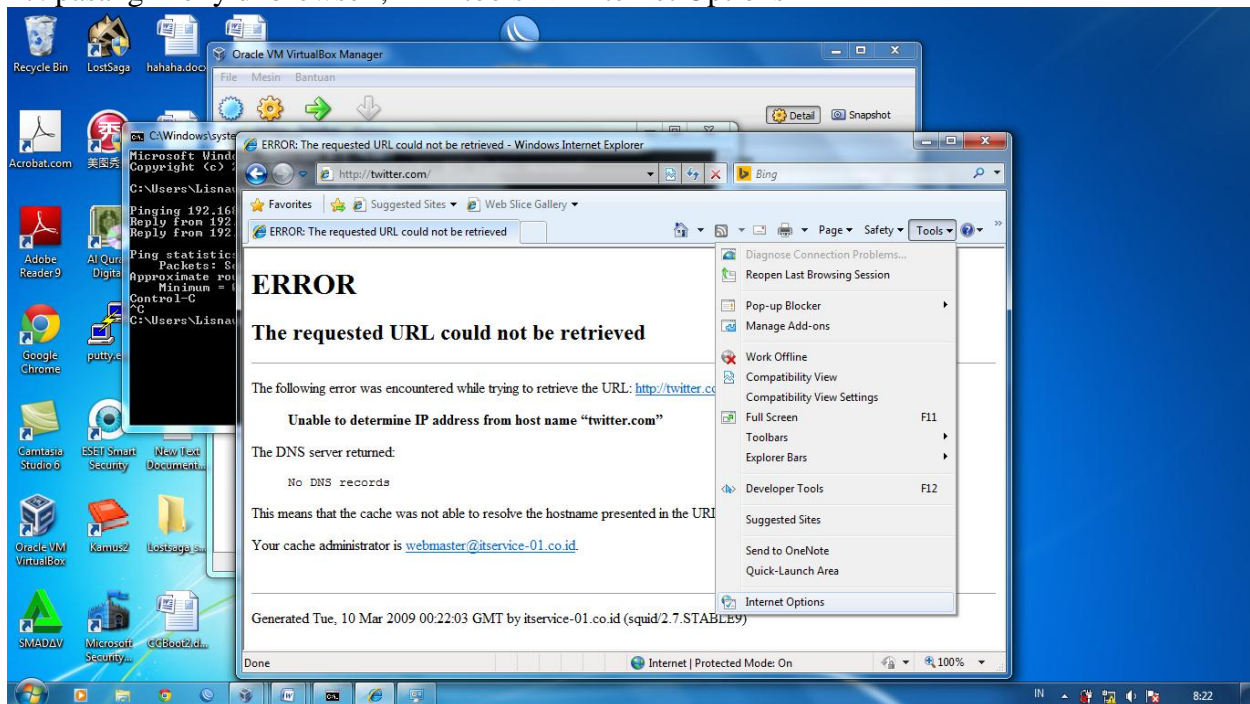 Recycle Bin
LostSaga
hahaha.doc
Acrobat.com
美图秀
Adobe
Reader 9
Al Qur
Digita
Google
Chrome
putty.e
Camtasia
Studio 6
ESET Smart
Security
New Text
Document...
Oracle VM
VirtualBox
Kamus2
Lostsaga s...
SMADAV
Microsoft
Security...
CCBoot2.d...
Oracle VM VirtualBox Manager
File Mesin Bantuan
Detail Snapshot
C:\Windows\syste
Microsoft Wind
Copyright (c)
C:\Users\Lisna
Pinging 192.16
Reply from 192.
Reply from 192.
Ping statistic
Packets: S
Approximate ro
Minimum =
Control-C
^C
C:\Users\Lisna
ERROR: The requested URL could not be retrieved - Windows Internet Explorer
http://twitter.com/
Bing
Favorites Suggested Sites Web Slice Gallery
ERROR: The requested URL could not be retrieved
Page Safety Tools
ERROR
The requested URL could not be retrieved
The following error was encountered while trying to retrieve the URL: http://twitter.co
Unable to determine IP address from host name “twitter.com”
The DNS server returned:
No DNS records
This means that the cache was not able to resolve the hostname presented in the URL
Your cache administrator is webmaster@itservice-01.co.id.
Generated Tue, 10 Mar 2009 00:22:03 GMT by itservice-01.co.id (squid/2.7.STABLE9)
Diagnose Connection Problems...
Reopen Last Browsing Session
Pop-up Blocker
Manage Add-ons
Work Offline
Compatibility View
Compatibility View Settings
Full Screen F11
Toolbars
Explorer Bars
Developer Tools F12
Suggested Sites
Send to OneNote
Quick-Launch Area
Internet Options
Done
Internet | Protected Mode: On
100%
IN
8:22